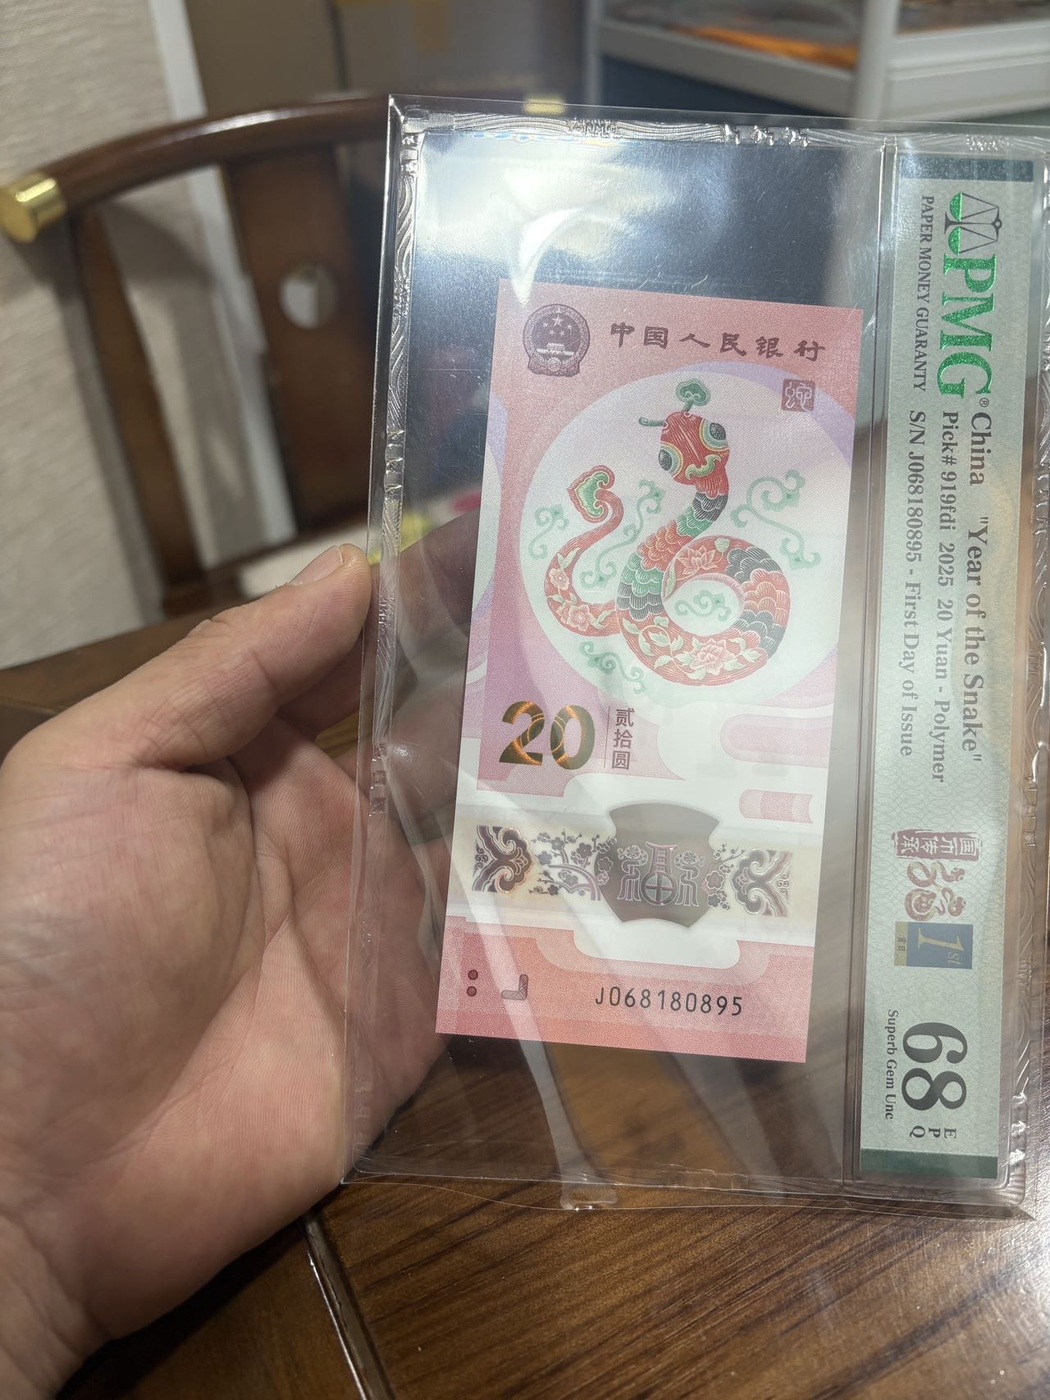 中国人民银行
蛇
20
贰拾圆
J068180895
PMG
®
PAPER MONEY GUARANTY
China "Year of the Snake"
Pick# 919fdi 2025 20 Yuan - Polymer
S/N J068180895 - First Day of Issue
1st
68
EPQ
Superb Gem Unc